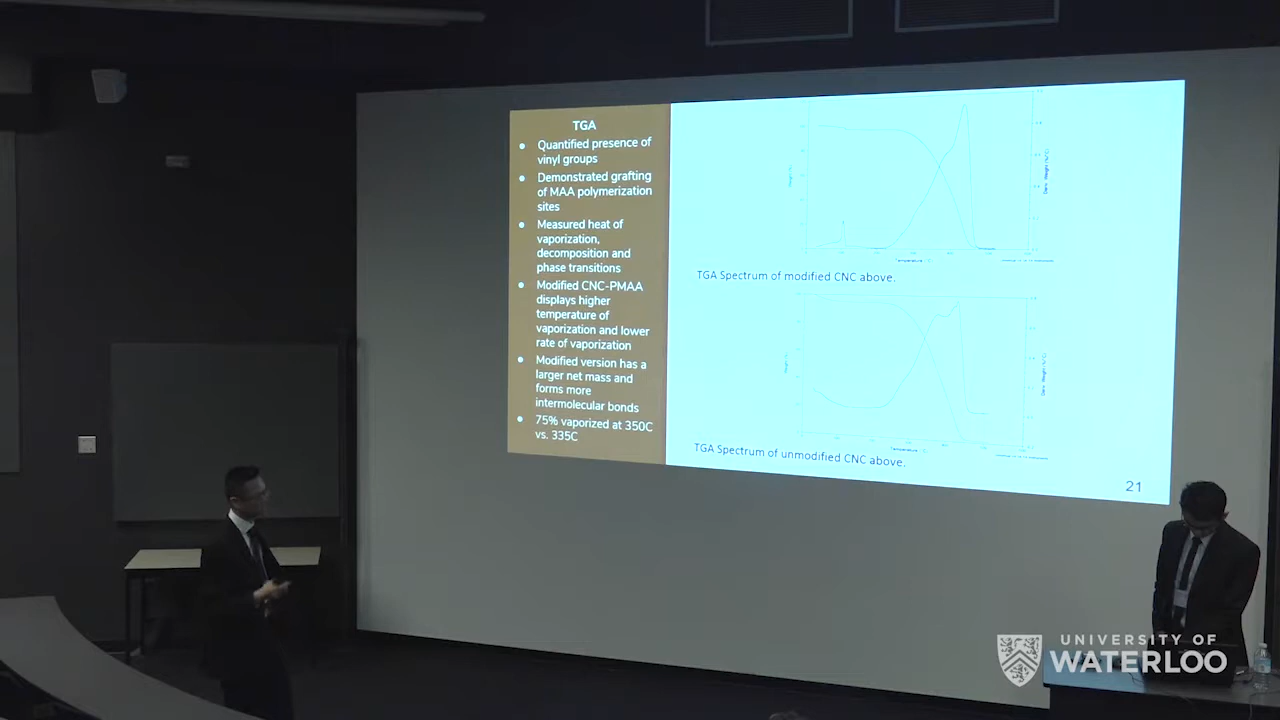 TGA
Quantified presence of
vinyl groups
Demonstrated grafting
of MAA polymerization
sites
Measured heat of
vaporization,
decomposition and
phase transitions
Modified CNC-PMAA
displays higher
temperature of
vaporization and lower
rate of vaporization
Modified version has a
larger net mass and
forms more
intermolecular bonds
75% vaporized at 350C
vs. 335C
TGA Spectrum of modified CNC above.
TGA Spectrum of unmodified CNC above.
21
UNIVERSITY OF
WATERLOO